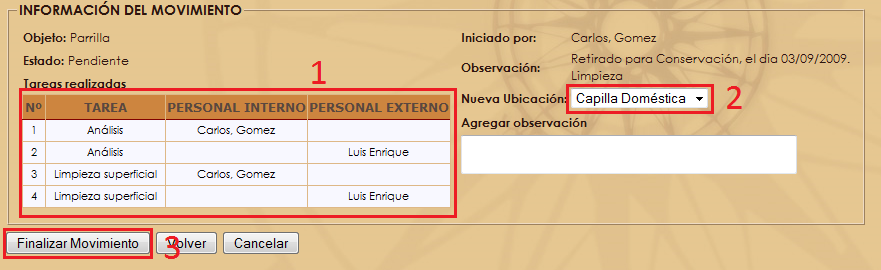 INFORMACIÓN DEL MOVIMIENTO
Objeto: Parrilla
Estado: Pendiente
Tareas realizadas
1
Nº TAREA PERSONAL INTERNO PERSONAL EXTERNO
1 Análisis Carlos, Gomez
2 Análisis Luis Enrique
3 Limpieza superficial Carlos, Gomez
4 Limpieza superficial Luis Enrique
Iniciado por: Carlos, Gomez
Observación: Retirado para Conservación, el dia 03/09/2009.
Limpieza
Nueva Ubicación: Capilla Doméstica 2
Agregar observación
Finalizar Movimiento 3 Volver Cancelar